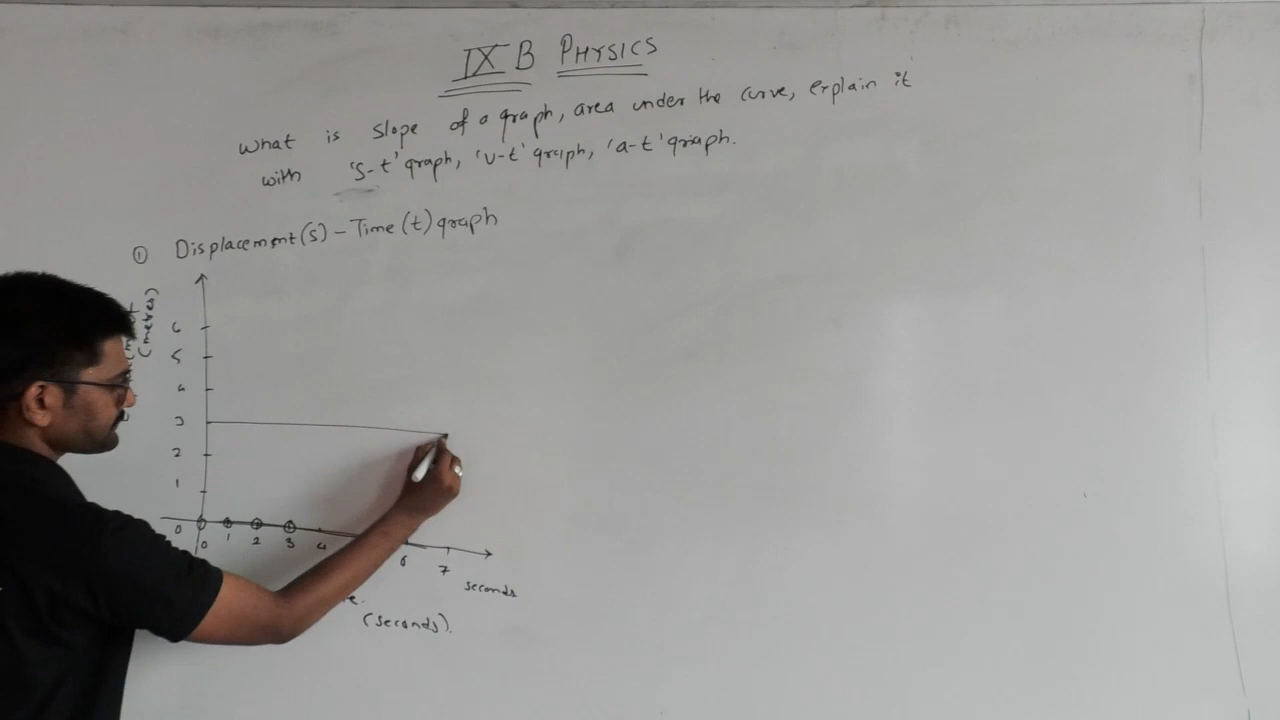 IX B PHYSICS
What is slope of a graph, area under the curve, explain it
with 's-t' graph, 'v-t' graph, 'a-t' graph.
① Displacement(s) - Time(t) graph
(metres)
6
5
4
3
2
1
0
0 1 2 3 4 6 7
seconds
(seconds).